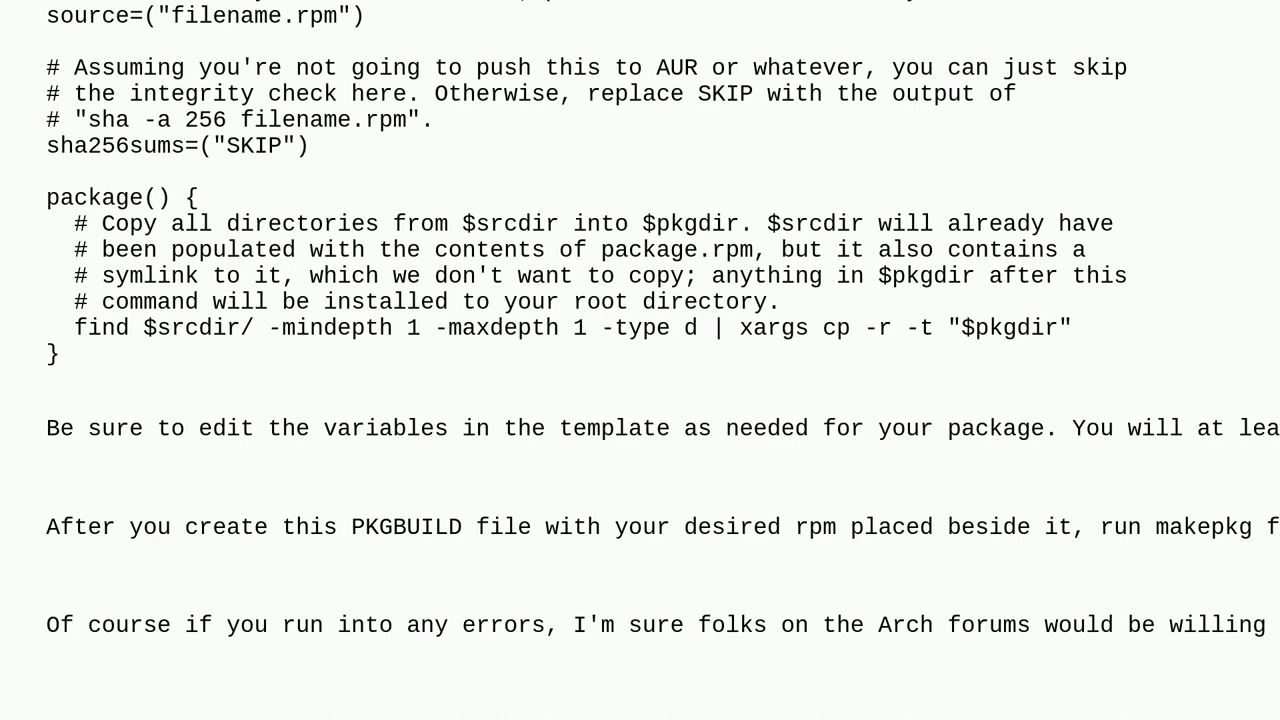 source=("filename.rpm")
# Assuming you're not going to push this to AUR or whatever, you can just skip
# the integrity check here. Otherwise, replace SKIP with the output of
# "sha -a 256 filename.rpm".
sha256sums=("SKIP")
package() {
# Copy all directories from $srcdir into $pkgdir. $srcdir will already have
# been populated with the contents of package.rpm, but it also contains a
# symlink to it, which we don't want to copy; anything in $pkgdir after this
# command will be installed to your root directory.
find $srcdir/ -mindepth 1 -maxdepth 1 -type d | xargs cp -r -t "$pkgdir"
}
Be sure to edit the variables in the template as needed for your package. You will at lea
After you create this PKGBUILD file with your desired rpm placed beside it, run makepkg f
Of course if you run into any errors, I'm sure folks on the Arch forums would be willing